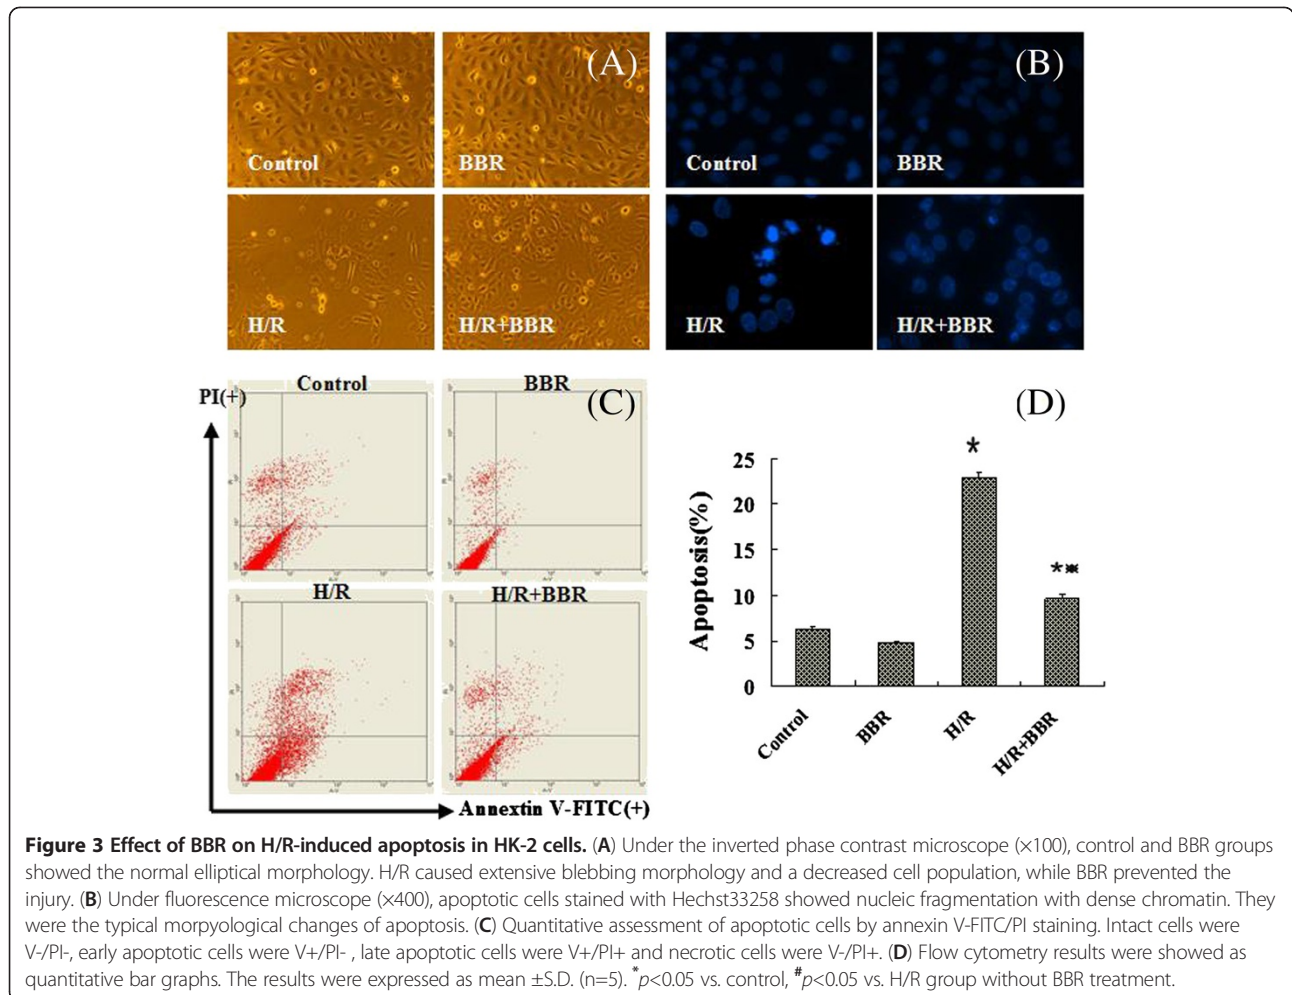 (A)
Control
BBR
H/R
H/R+BBR
(B)
Control
BBR
H/R
H/R+BBR
(C)
PI(+)
Control
BBR
H/R
H/R+BBR
Annextin V-FITC(+)
(D)
*
**
Apoptosis(%)
25
20
15
10
5
0
Control
BBR
H/R
H/R+BBR
Figure 3 Effect of BBR on H/R-induced apoptosis in HK-2 cells. (A) Under the inverted phase contrast microscope (×100), control and BBR groups
showed the normal elliptical morphology. H/R caused extensive blebbing morphology and a decreased cell population, while BBR prevented the
injury. (B) Under fluorescence microscope (×400), apoptotic cells stained with Hechst33258 showed nucleic fragmentation with dense chromatin. They
were the typical morpyological changes of apoptosis. (C) Quantitative assessment of apoptotic cells by annexin V-FITC/PI staining. Intact cells were
V-/PI-, early apoptotic cells were V+/PI- , late apoptotic cells were V+/PI+ and necrotic cells were V-/PI+. (D) Flow cytometry results were showed as
quantitative bar graphs. The results were expressed as mean ±S.D. (n=5). *p<0.05 vs. control, #p<0.05 vs. H/R group without BBR treatment.